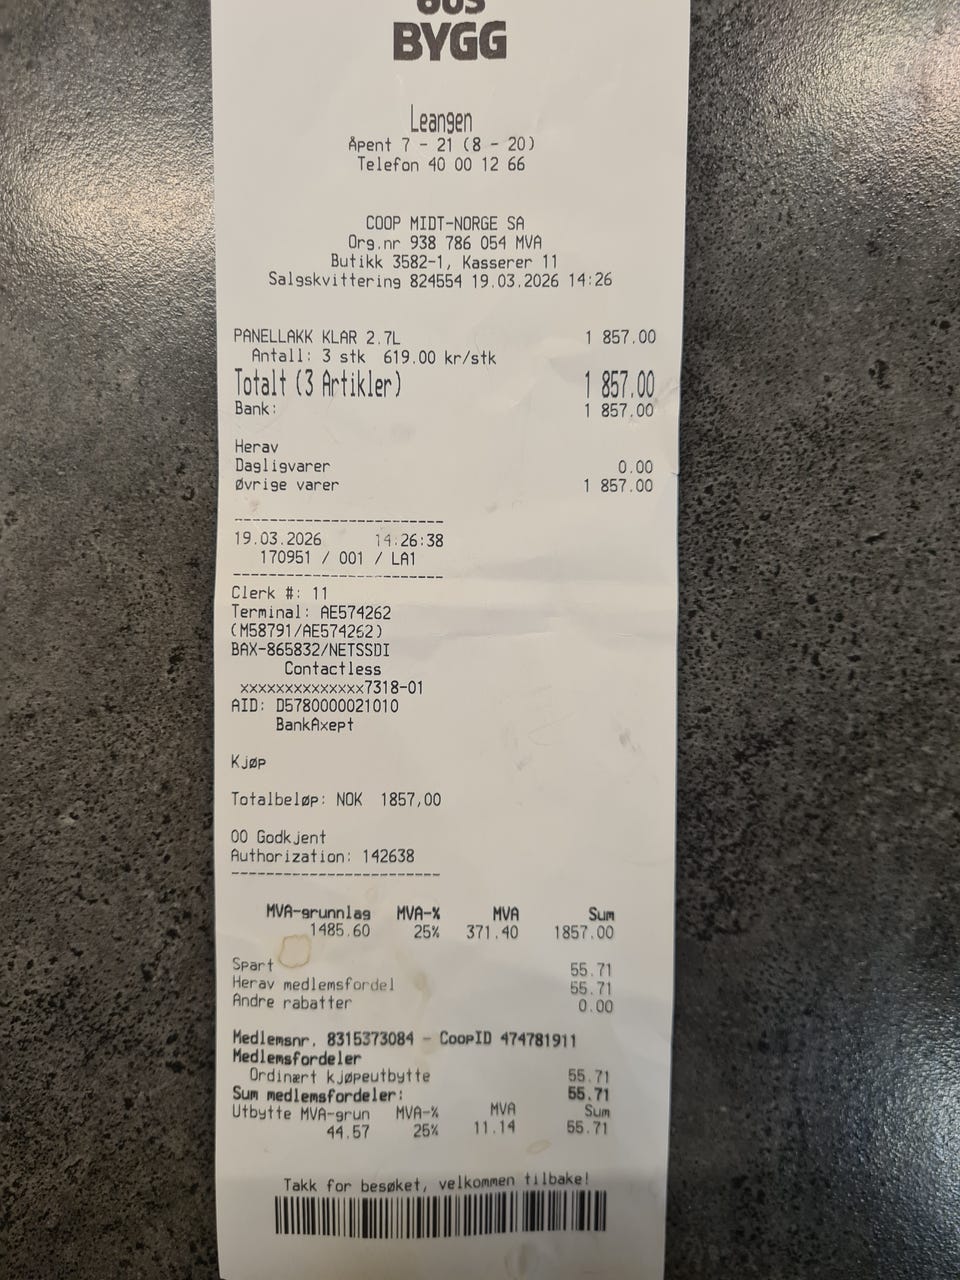 BYGG
Leangen
Åpent 7 - 21 (8 - 20)
Telefon 40 00 12 66
COOP MIDT-NORGE SA
Org.nr 938 786 054 MVA
Butikk 3582-1, Kasserer 11
Salgskvittering 824554 19.03.2026 14:26
PANELLAKK KLAR 2.7L 1 857.00
Antall: 3 stk 619.00 kr/stk
Totalt (3 Artikler) 1 857.00
Bank: 1 857.00
Herav
Dagligvarer 0.00
Øvrige varer 1 857.00
------------------------
19.03.2026 14:26:38
170951 / 001 / LA1
------------------------
Clerk #: 11
Terminal: AE574262
(M58791/AE574262)
BAX-865832/NETSSDI
Contactless
xxxxxxxxxxxxxx7318-01
AID: D5780000021010
BankAxept
Kjøp
Totalbeløp: NOK 1857,00
00 Godkjent
Authorization: 142638
------------------------
MVA-grunnlag MVA-% MVA Sum
1485.60 25% 371.40 1857.00
Spart 55.71
Herav medlemsfordel 55.71
Andre rabatter 0.00
Medlemsnr. 8315373084 - CoopID 474781911
Medlemsfordeler
Ordinært kjøpeutbytte 55.71
Sum medlemsfordeler: 55.71
Utbytte MVA-grun MVA-% MVA Sum
44.57 25% 11.14 55.71
Takk for besøket, velkommen tilbake!